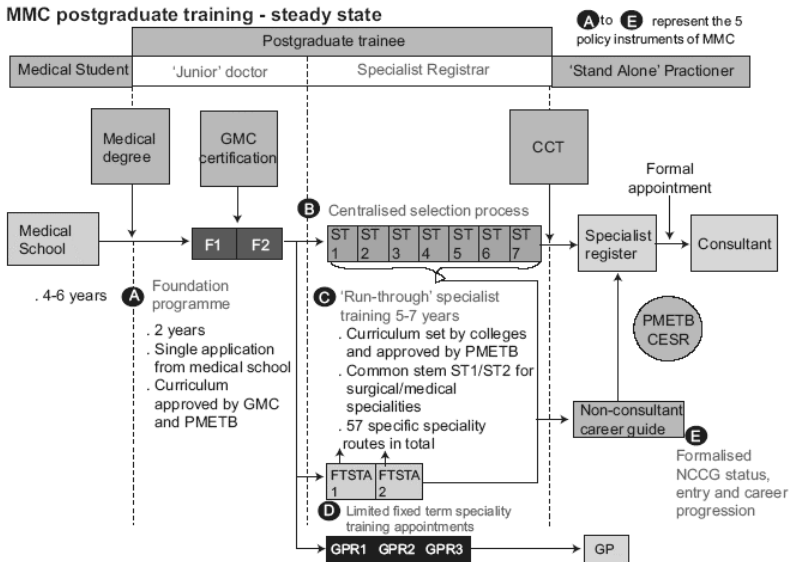 MMC postgraduate training - steady state
A to E represent the 5
policy instruments of MMC
Postgraduate trainee
Medical Student
'Junior' doctor
Specialist Registrar
'Stand Alone' Practioner
Medical
degree
GMC
certification
CCT
Formal
appointment
B Centralised selection process
Medical
School
F1 F2
ST ST ST ST ST ST ST
1 2 3 4 5 6 7
Specialist
register
Consultant
. 4-6 years
A Foundation
programme
. 2 years
. Single application
from medical school
. Curriculum
approved by GMC
and PMETB
C 'Run-through' specialist
training 5-7 years
. Curriculum set by colleges
and approved by PMETB
. Common stem ST1/ST2 for
surgical/medical
specialities
. 57 specific speciality
routes in total
PMETB
CESR
Non-consultant
career guide
E
Formalised
NCCG status,
entry and career
progression
FTSTA FTSTA
1 2
D Limited fixed term speciality
training appointments
GPR1 GPR2 GPR3
GP